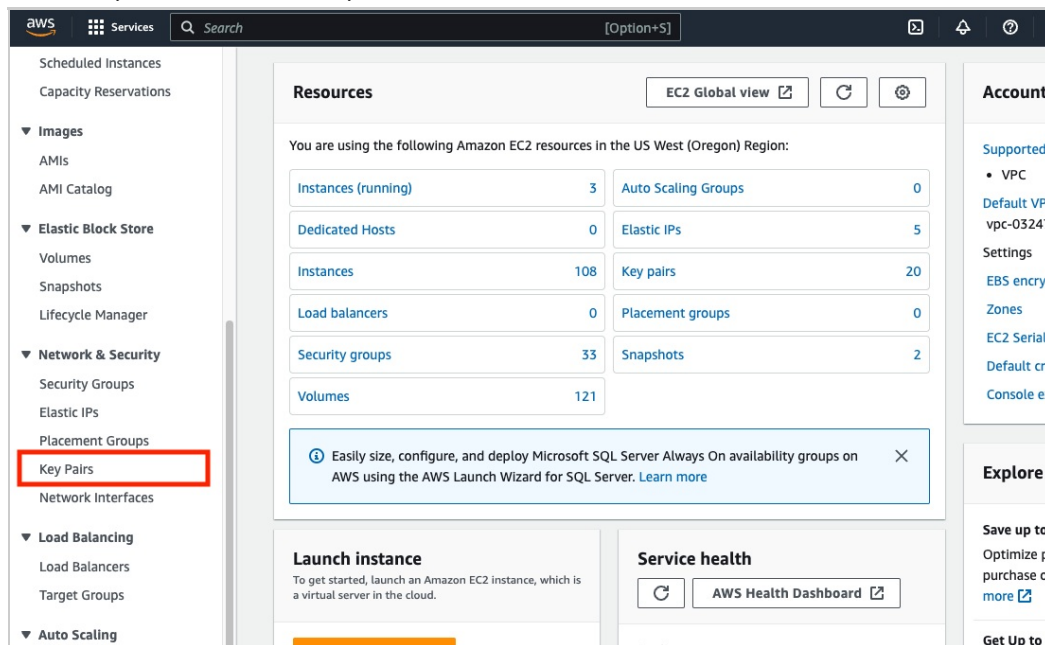 aws
Services
Search
[Option+S]
Scheduled Instances
Capacity Reservations
Images
AMIs
AMI Catalog
Elastic Block Store
Volumes
Snapshots
Lifecycle Manager
Network & Security
Security Groups
Elastic IPs
Placement Groups
Key Pairs
Network Interfaces
Load Balancing
Load Balancers
Target Groups
Auto Scaling
Resources
EC2 Global view
You are using the following Amazon EC2 resources in the US West (Oregon) Region:
Instances (running) 3
Auto Scaling Groups 0
Dedicated Hosts 0
Elastic IPs 5
Instances 108
Key pairs 20
Load balancers 0
Placement groups 0
Security groups 33
Snapshots 2
Volumes 121
Easily size, configure, and deploy Microsoft SQL Server Always On availability groups on
AWS using the AWS Launch Wizard for SQL Server. Learn more
Launch instance
To get started, launch an Amazon EC2 instance, which is
a virtual server in the cloud.
Service health
AWS Health Dashboard
Account
Supported
• VPC
Default VP
vpc-0324
Settings
EBS encry
Zones
EC2 Serial
Default cr
Console e
Explore
Save up to
Optimize p
purchase o
more
Get Up to